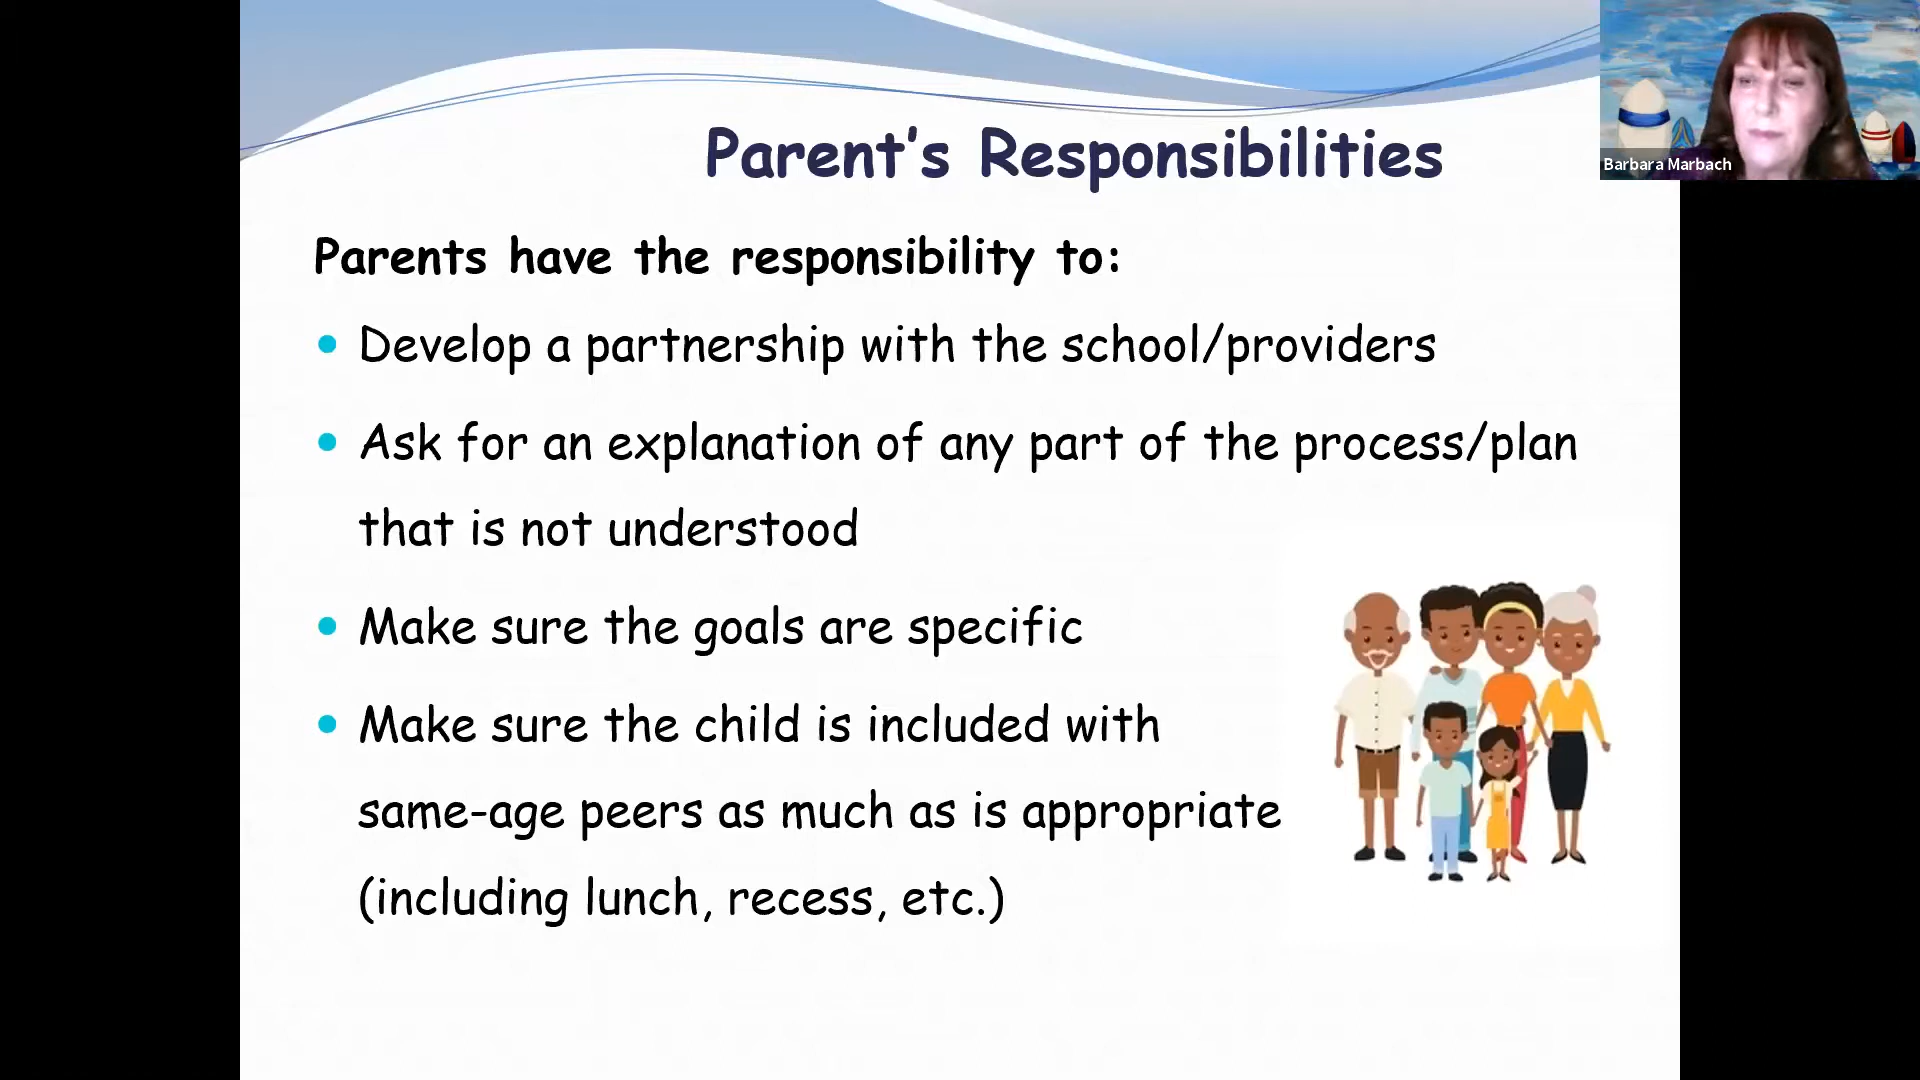 Parent’s Responsibilities
Barbara Marbach
Parents have the responsibility to:
• Develop a partnership with the school/providers
• Ask for an explanation of any part of the process/plan
that is not understood
• Make sure the goals are specific
• Make sure the child is included with
same-age peers as much as is appropriate
(including lunch, recess, etc.)